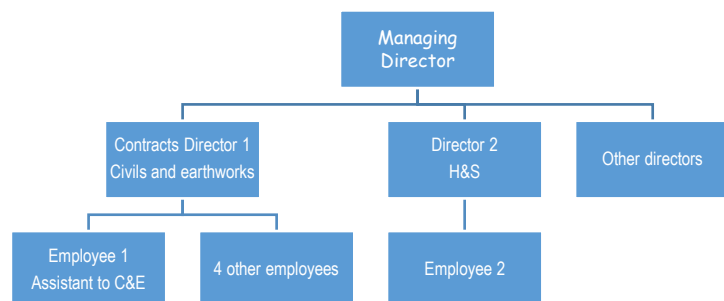 Managing
Director
Contracts Director 1
Civils and earthworks
Director 2
H&S
Other directors
Employee 1
Assistant to C&E
4 other employees
Employee 2